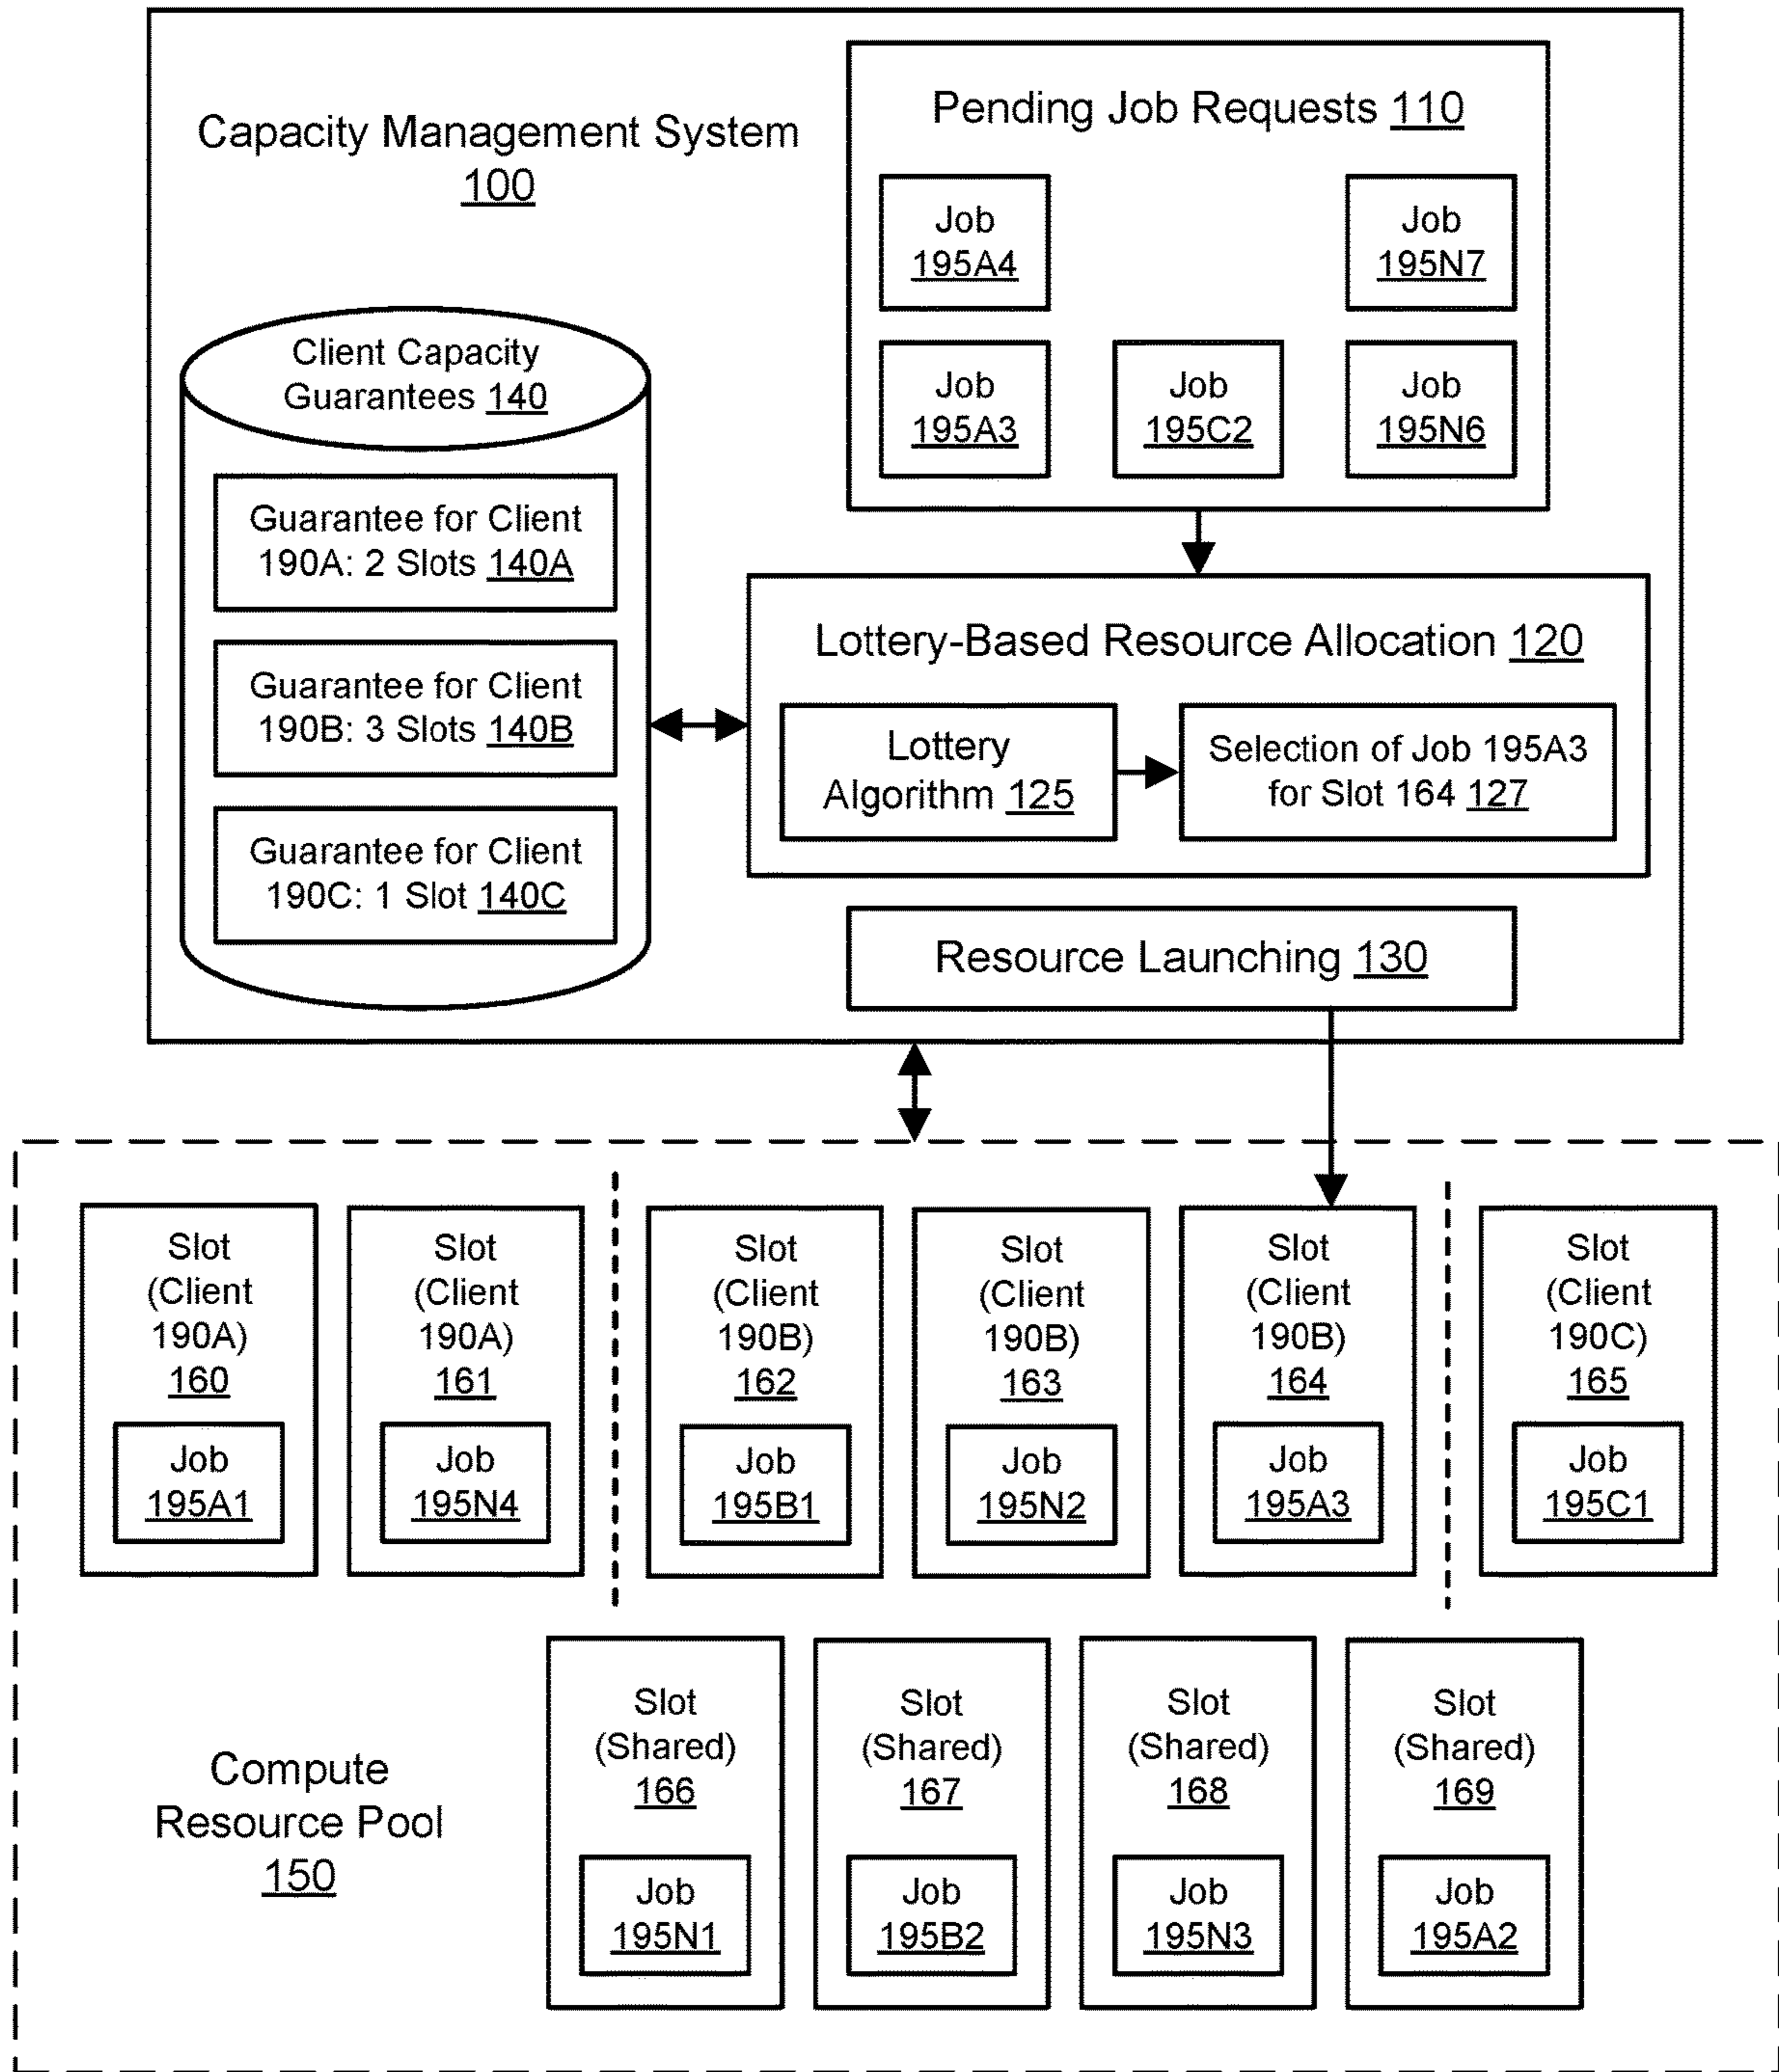 Capacity Management System
100
Pending Job Requests 110
Job
195A4
Job
195N7
Job
195A3
Job
195C2
Job
195N6
Client Capacity
Guarantees 140
Guarantee for Client
190A: 2 Slots 140A
Guarantee for Client
190B: 3 Slots 140B
Guarantee for Client
190C: 1 Slot 140C
Lottery-Based Resource Allocation 120
Lottery
Algorithm 125
Selection of Job 195A3
for Slot 164 127
Resource Launching 130
Slot
(Client
190A)
160
Job
195A1
Slot
(Client
190A)
161
Job
195N4
Slot
(Client
190B)
162
Job
195B1
Slot
(Client
190B)
163
Job
195N2
Slot
(Client
190B)
164
Job
195A3
Slot
(Client
190C)
165
Job
195C1
Compute
Resource Pool
150
Slot
(Shared)
166
Job
195N1
Slot
(Shared)
167
Job
195B2
Slot
(Shared)
168
Job
195N3
Slot
(Shared)
169
Job
195A2